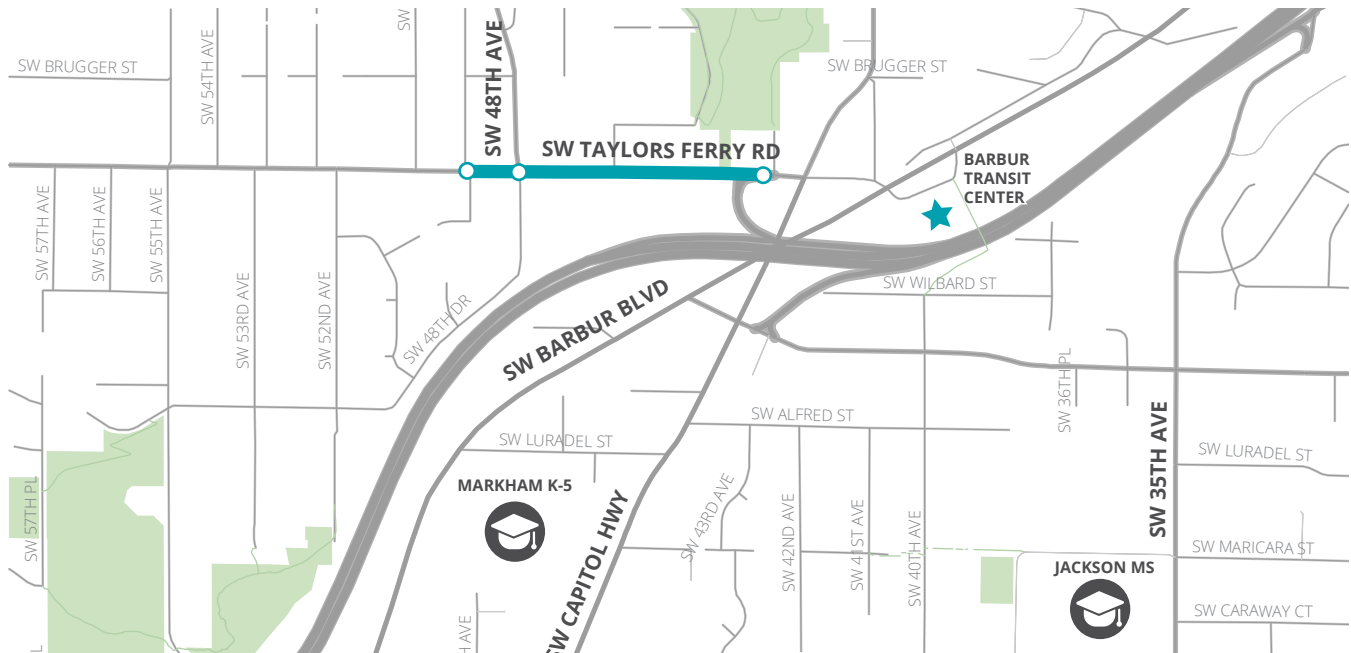 SW
SW BRUGGER ST
SW 54TH AVE
SW 48TH AVE
SW BRUGGER ST
SW TAYLORS FERRY RD
BARBUR
TRANSIT
CENTER
SW 57TH AVE
SW 56TH AVE
SW 55TH AVE
SW 53RD AVE
SW 52ND AVE
SW 48TH DR
SW WILBARD ST
SW BARBUR BLVD
SW 36TH PL
SW 35TH AVE
SW ALFRED ST
SW LURADEL ST
SW LURADEL ST
MARKHAM K-5
SW 57TH PL
SW CAPITOL HWY
SW 43RD AVE
SW 42ND AVE
SW 41ST AVE
SW 40TH AVE
SW MARICARA ST
JACKSON MS
SW CARAWAY CT
H AVE
L